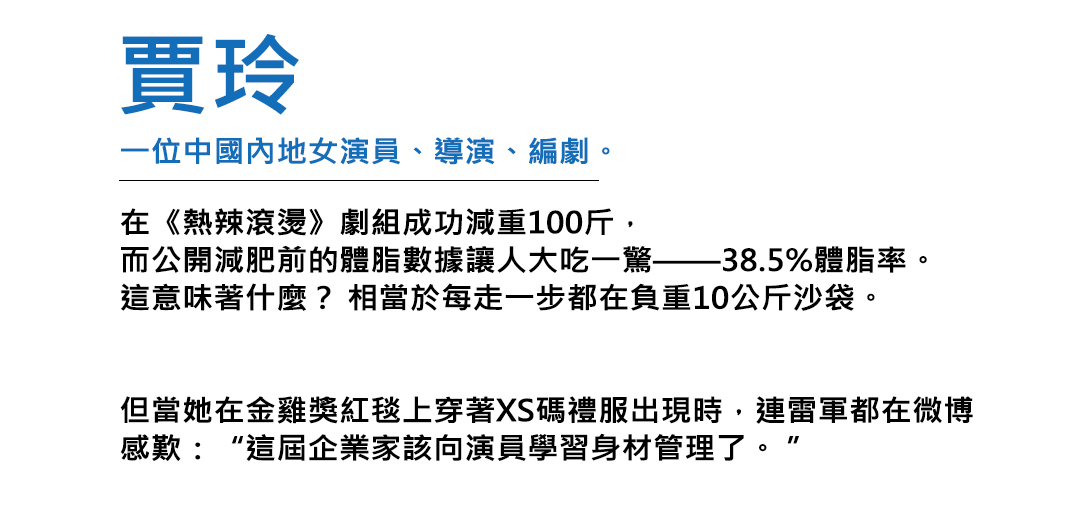 賈玲
一位中國內地女演員、導演、編劇。
在《熱辣滾燙》劇組成功減重100斤，
而公開減肥前的體脂數據讓人大吃一驚——38.5%體脂率。
這意味著什麼？ 相當於每走一步都在負重10公斤沙袋。
但當她在金雞獎紅毯上穿著XS碼禮服出現時，連雷軍都在微博
感歎：“這屆企業家該向演員學習身材管理了。”